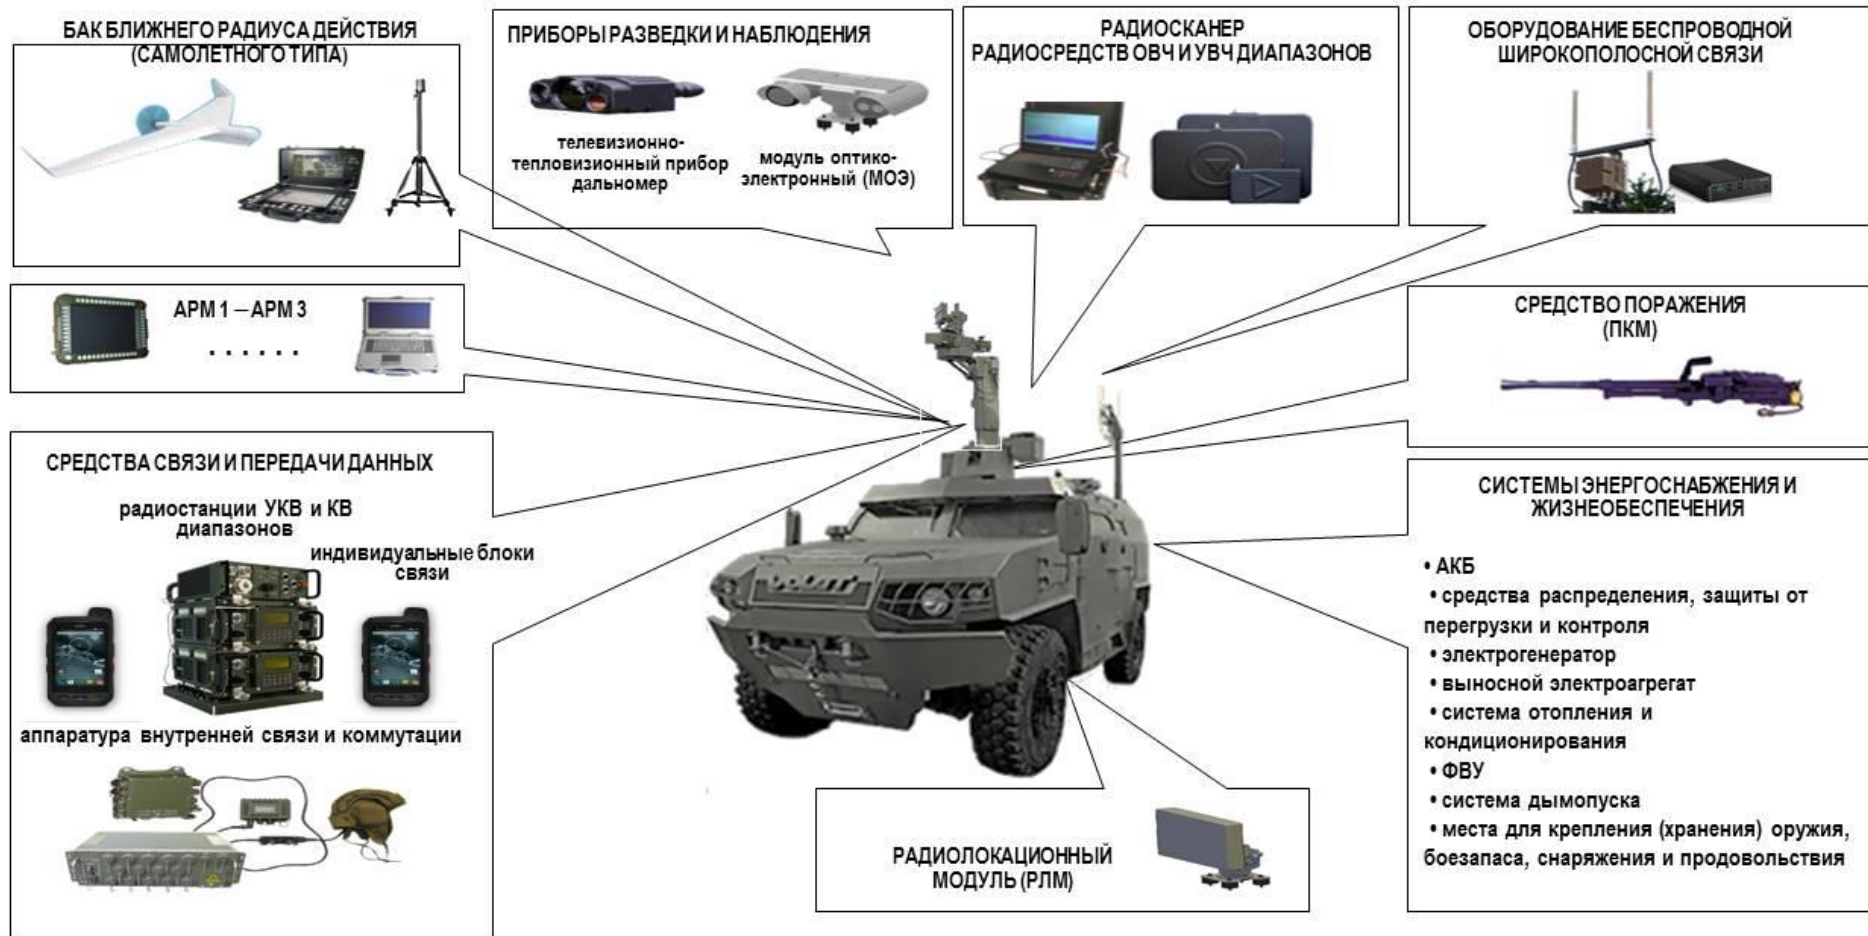 БАК БЛИЖНЕГО РАДИУСА ДЕЙСТВИЯ
(САМОЛЕТНОГО ТИПА)
ПРИБОРЫ РАЗВЕДКИ И НАБЛЮДЕНИЯ
телевизионно-
тепловизионный прибор
дальномер
модуль оптико-
электронный (МОЭ)
РАДИОСКАНЕР
РАДИОСРЕДСТВ ОВЧ И УВЧ ДИАПАЗОНОВ
ОБОРУДОВАНИЕ БЕСПРОВОДНОЙ
ШИРОКОПОЛОСНОЙ СВЯЗИ
АРМ 1 – АРМ 3
. . . . . .
СРЕДСТВО ПОРАЖЕНИЯ
(ПКМ)
СРЕДСТВА СВЯЗИ И ПЕРЕДАЧИ ДАННЫХ
радиостанции УКВ и КВ
диапазонов
индивидуальные блоки
связи
аппаратура внутренней связи и коммутации
СИСТЕМЫ ЭНЕРГОСНАБЖЕНИЯ И
ЖИЗНЕОБЕСПЕЧЕНИЯ
• АКБ
• средства распределения, защиты от
перегрузки и контроля
• электрогенератор
• выносной электроагрегат
• система отопления и
кондиционирования
• ФВУ
• система дымопуска
• места для крепления (хранения) оружия,
боезапаса, снаряжения и продовольствия
РАДИОЛОКАЦИОННЫЙ
МОДУЛЬ (РЛМ)